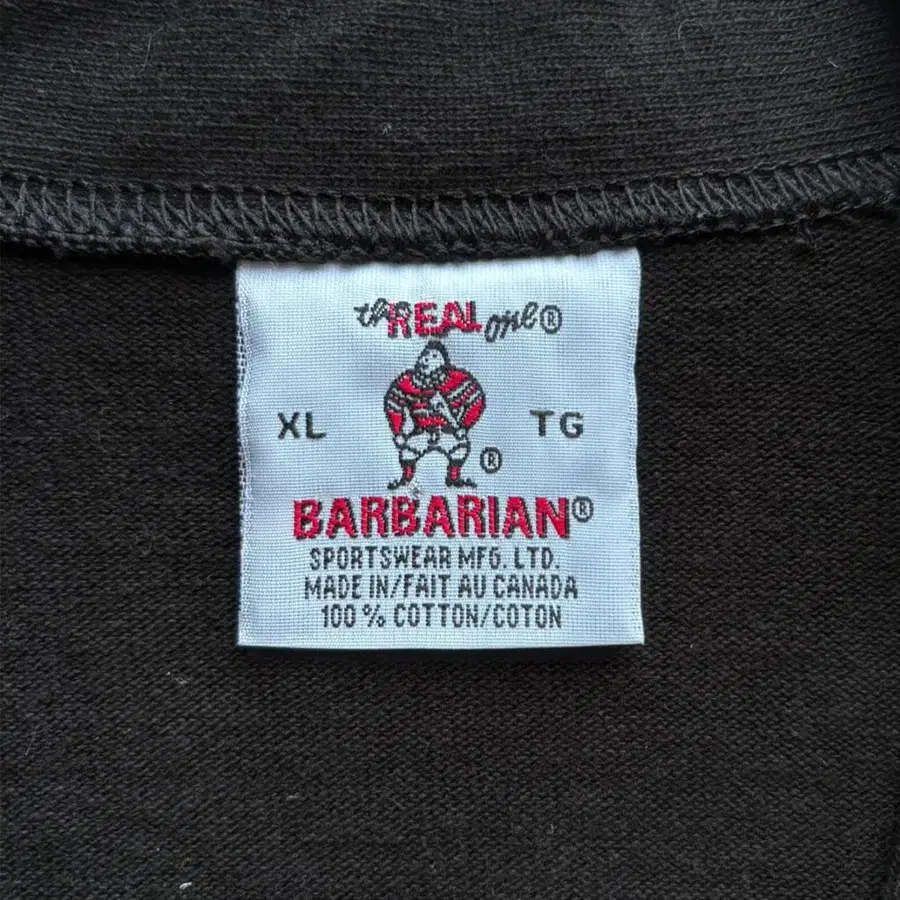 the REAL one®
XL TG
®
BARBARIAN®
SPORTSWEAR MFG. LTD.
MADE IN/FAIT AU CANADA
100 % COTTON/COTON